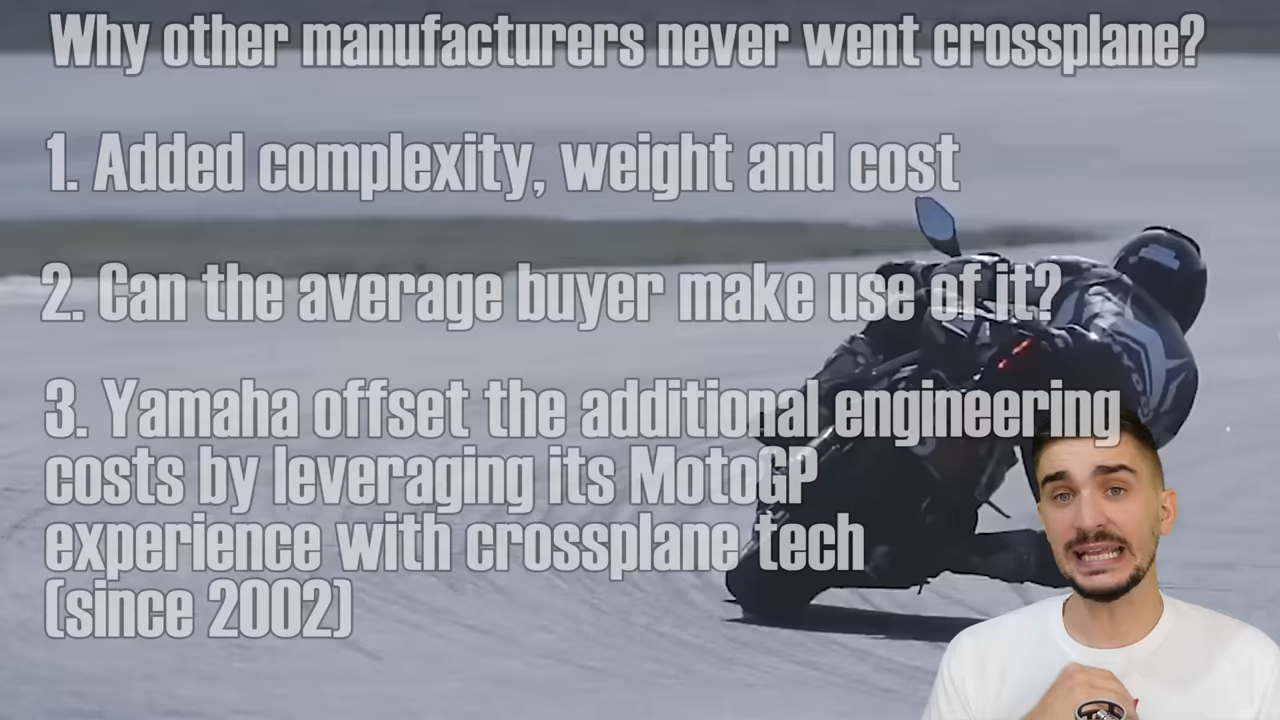 Why other manufacturers never went crossplane?
1. Added complexity, weight and cost
2. Can the average buyer make use of it?
3. Yamaha offset the additional engineering
costs by leveraging its MotoGP
experience with crossplane tech
(since 2002)